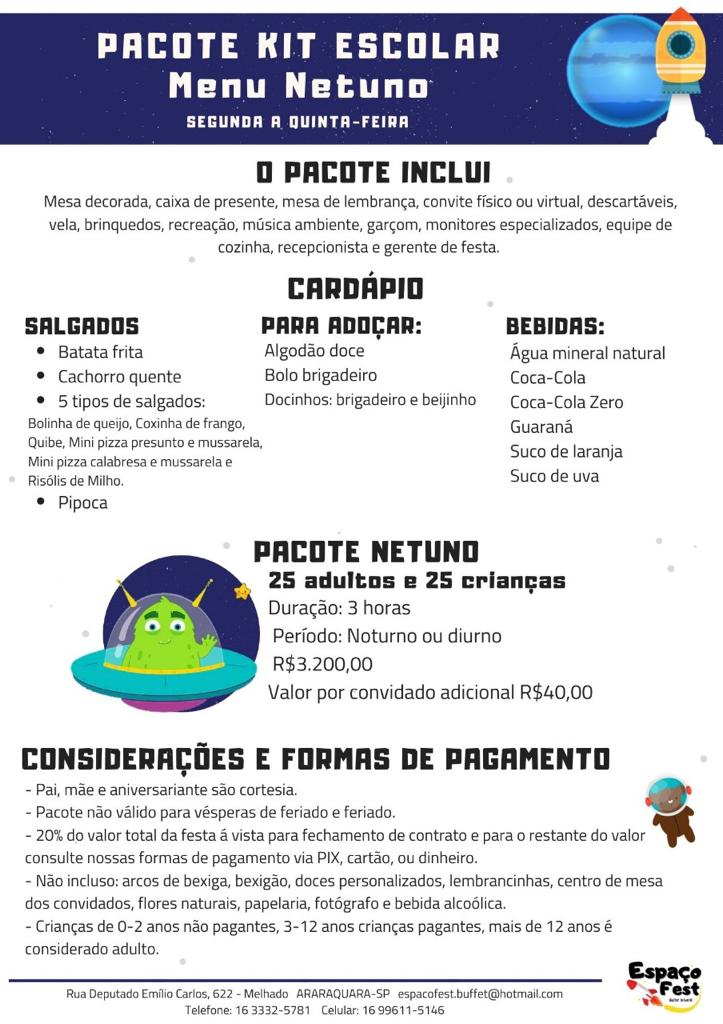 PACOTE KIT ESCOLAR
Menu Netuno
SEGUNDA A QUINTA-FEIRA
O PACOTE INCLUI
Mesa decorada, caixa de presente, mesa de lembrança, convite físico ou virtual, descartáveis,
vela, brinquedos, recreação, música ambiente, garçom, monitores especializados, equipe de
cozinha, recepcionista e gerente de festa.
CARDÁPIO
SALGADOS
• Batata frita
• Cachorro quente
• 5 tipos de salgados:
Bolinha de queijo, Coxinha de frango,
Quibe, Mini pizza presunto e mussarela,
Mini pizza calabresa e mussarela e
Risólis de Milho.
• Pipoca
PARA ADOÇAR:
Algodão doce
Bolo brigadeiro
Docinhos: brigadeiro e beijinho
BEBIDAS:
Água mineral natural
Coca-Cola
Coca-Cola Zero
Guaraná
Suco de laranja
Suco de uva
PACOTE NETUNO
25 adultos e 25 crianças
Duração: 3 horas
Período: Noturno ou diurno
R$3.200,00
Valor por convidado adicional R$40,00
CONSIDERAÇÕES E FORMAS DE PAGAMENTO
- Pai, mãe e aniversariante são cortesia.
- Pacote não válido para vésperas de feriado e feriado.
- 20% do valor total da festa á vista para fechamento de contrato e para o restante do valor
consulte nossas formas de pagamento via PIX, cartão, ou dinheiro.
- Não incluso: arcos de bexiga, bexigão, doces personalizados, lembrancinhas, centro de mesa
dos convidados, flores naturais, papelaria, fotógrafo e bebida alcoólica.
- Crianças de 0-2 anos não pagantes, 3-12 anos crianças pagantes, mais de 12 anos é
considerado adulto.
Rua Deputado Emílio Carlos, 622 - Melhado ARARAQUARA-SP espacofest.buffet@hotmail.com
Telefone: 16 3332-5781 Celular: 16 99611-5146
Espaço
Fest
Buffet Infantil